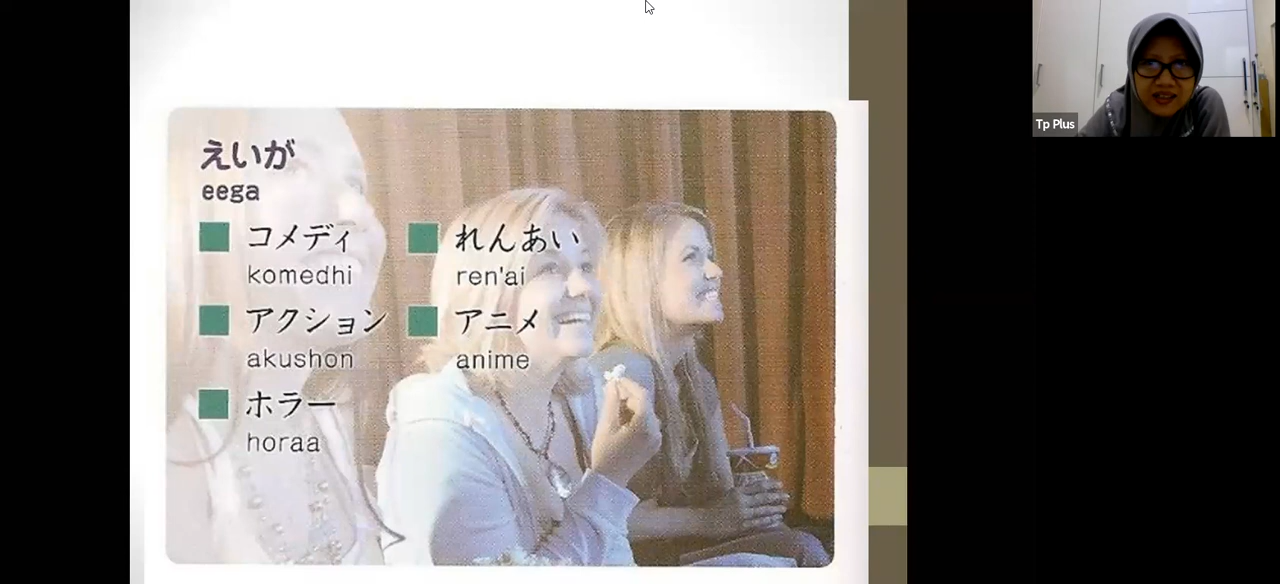 えいが
eega
コメディ
komedhi
れんあい
ren'ai
アクション
akushon
アニメ
anime
ホラー
horaa
Tp Plus